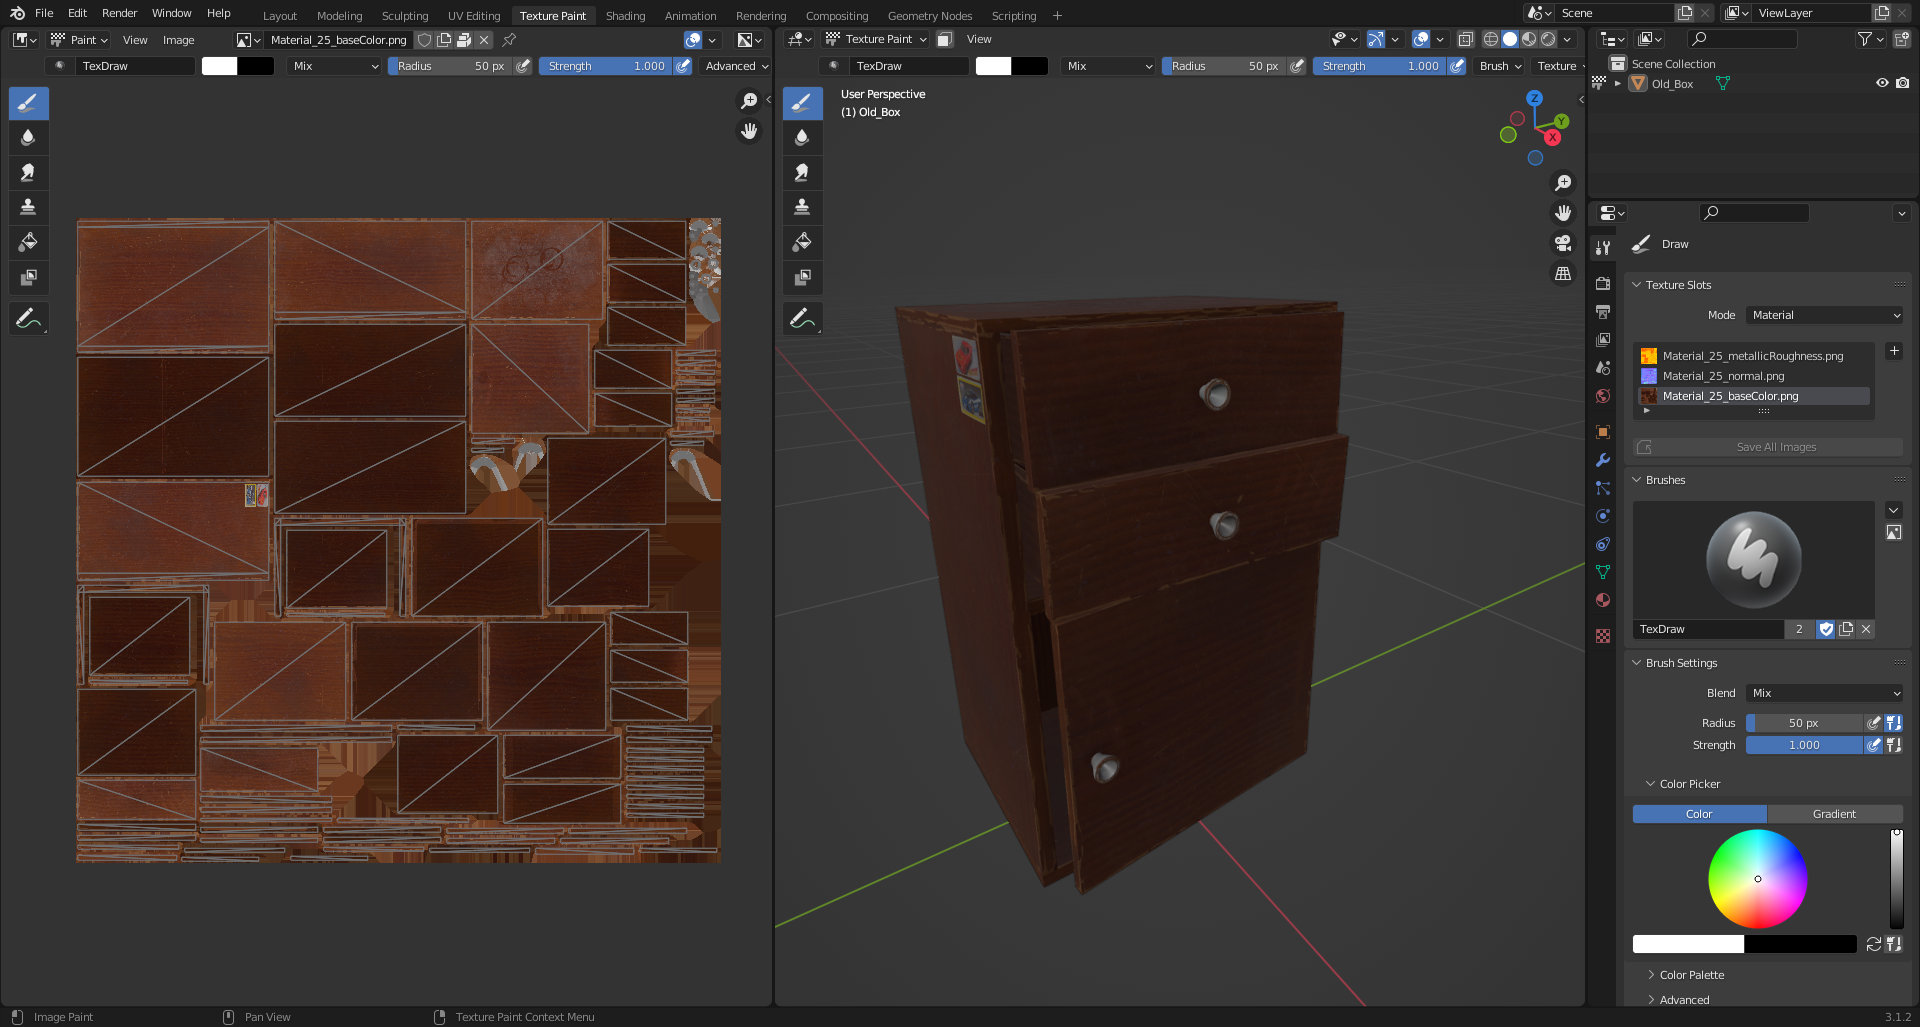 File Edit Render Window Help Layout Modeling Sculpting UV Editing Texture Paint Shading Animation Rendering Compositing Geometry Nodes Scripting + Scene ViewLayer
Paint View Image Material_25_baseColor.png Texture Paint View
TexDraw Mix Radius 50 px Strength 1.000 Advanced TexDraw Mix Radius 50 px Strength 1.000 Brush Texture
Scene Collection
Old_Box
User Perspective
(1) Old_Box
Z
Y
X
Draw
Texture Slots
Mode Material
Material_25_metallicRoughness.png
Material_25_normal.png
Material_25_baseColor.png
Save All Images
Brushes
TexDraw 2
Brush Settings
Blend Mix
Radius 50 px
Strength 1.000
Color Picker
Color Gradient
Color Palette
Advanced
Image Paint Pan View Texture Paint Context Menu 3.1.2